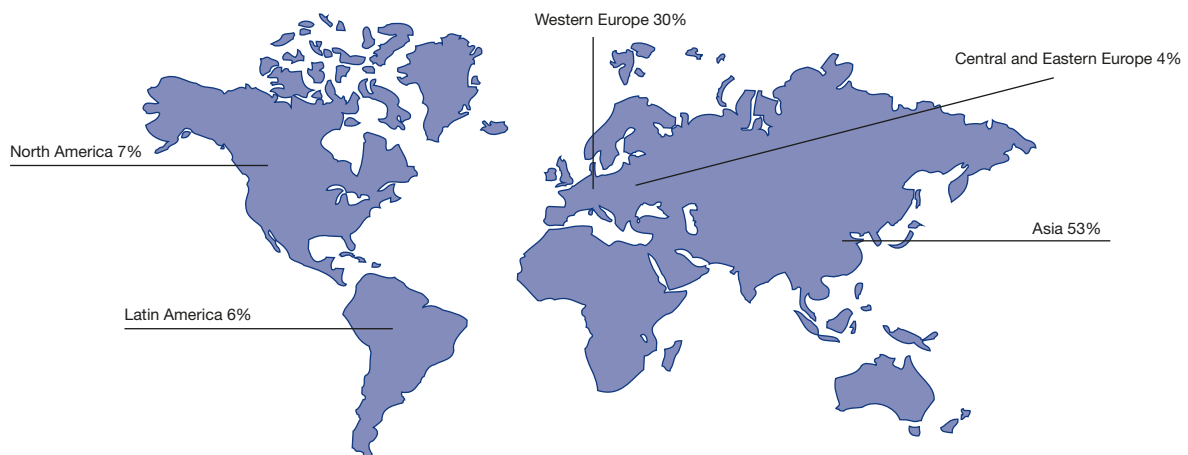 Western Europe 30%
Central and Eastern Europe 4%
North America 7%
Asia 53%
Latin America 6%